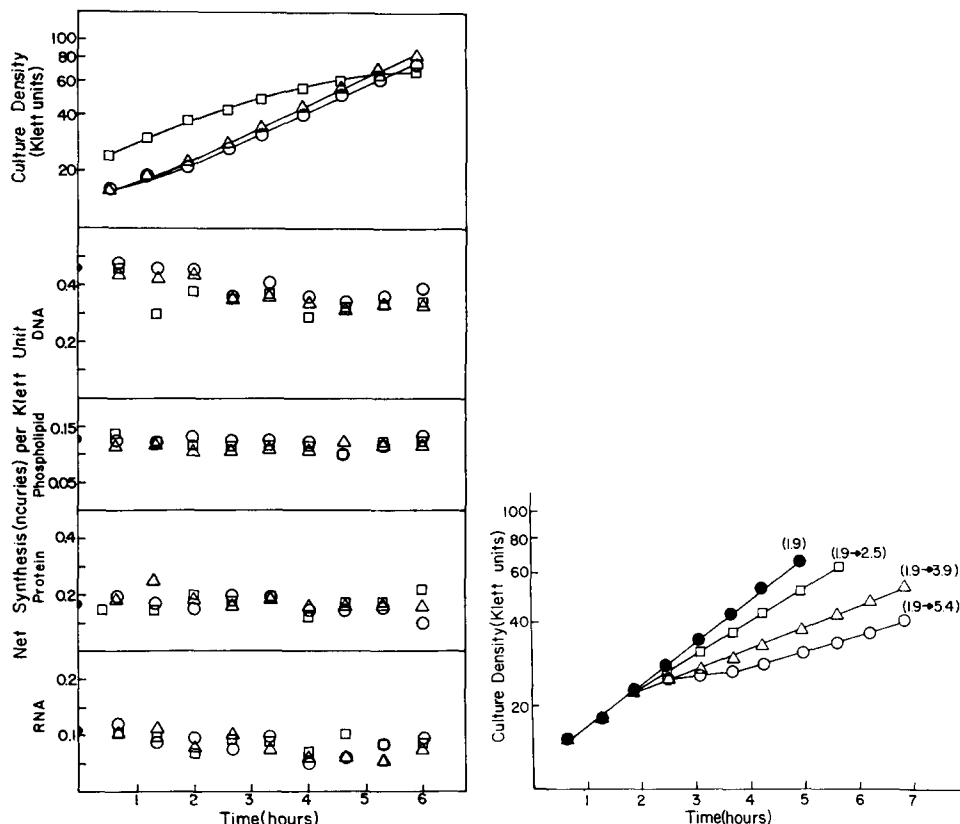 Culture Density
(Klett units)
100
80
60
40
20
Net Synthesis (ncuries) per Klett Unit
DNA
0.4
0.2
Phospholipid
0.15
0.05
Protein
0.4
0.2
RNA
0.2
0.1
1 2 3 4 5 6
Time(hours)
Culture Density(Klett units)
100
80
60
40
20
(1.9)
(1.9→2.5)
(1.9→3.9)
(1.9→5.4)
1 2 3 4 5 6 7
Time(hours)